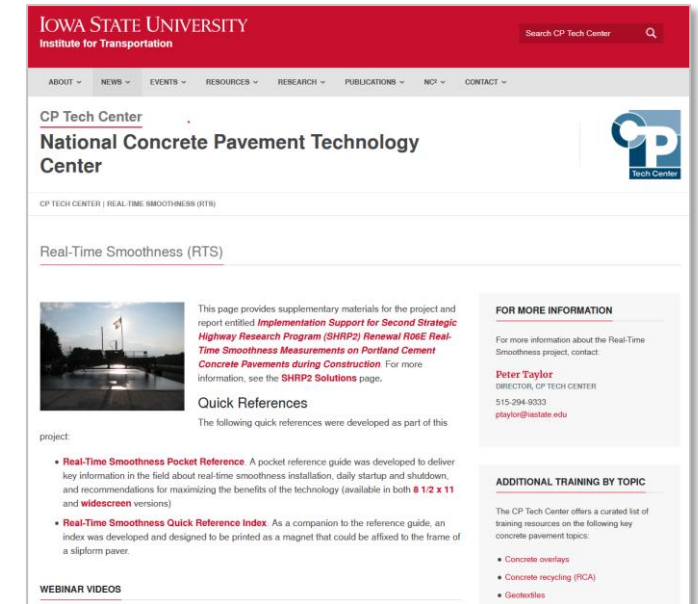 IOWA STATE UNIVERSITY
Institute for Transportation
Search CP Tech Center
ABOUT NEWS EVENTS RESOURCES RESEARCH PUBLICATIONS NC² CONTACT
CP Tech Center
National Concrete Pavement Technology
Center
CP
Tech Center
CP TECH CENTER | REAL-TIME SMOOTHNESS (RTS)
Real-Time Smoothness (RTS)
This page provides supplementary materials for the project and
report entitled Implementation Support for Second Strategic
Highway Research Program (SHRP2) Renewal R06E Real-
Time Smoothness Measurements on Portland Cement
Concrete Pavements during Construction. For more
information, see the SHRP2 Solutions page.
Quick References
The following quick references were developed as part of this
project:
• Real-Time Smoothness Pocket Reference. A pocket reference guide was developed to deliver
key information in the field about real-time smoothness installation, daily startup and shutdown,
and recommendations for maximizing the benefits of the technology (available in both 8 1/2 x 11
and widescreen versions)
• Real-Time Smoothness Quick Reference Index. As a companion to the reference guide, an
index was developed and designed to be printed as a magnet that could be affixed to the frame of
a slipform paver.
WEBINAR VIDEOS
FOR MORE INFORMATION
For more information about the Real-Time
Smoothness project, contact:
Peter Taylor
DIRECTOR, CP TECH CENTER
515-294-9333
ptaylor@iastate.edu
ADDITIONAL TRAINING BY TOPIC
The CP Tech Center offers a curated list of
training resources on the following key
concrete pavement topics:
• Concrete overlays
• Concrete recycling (RCA)
• Geotextiles